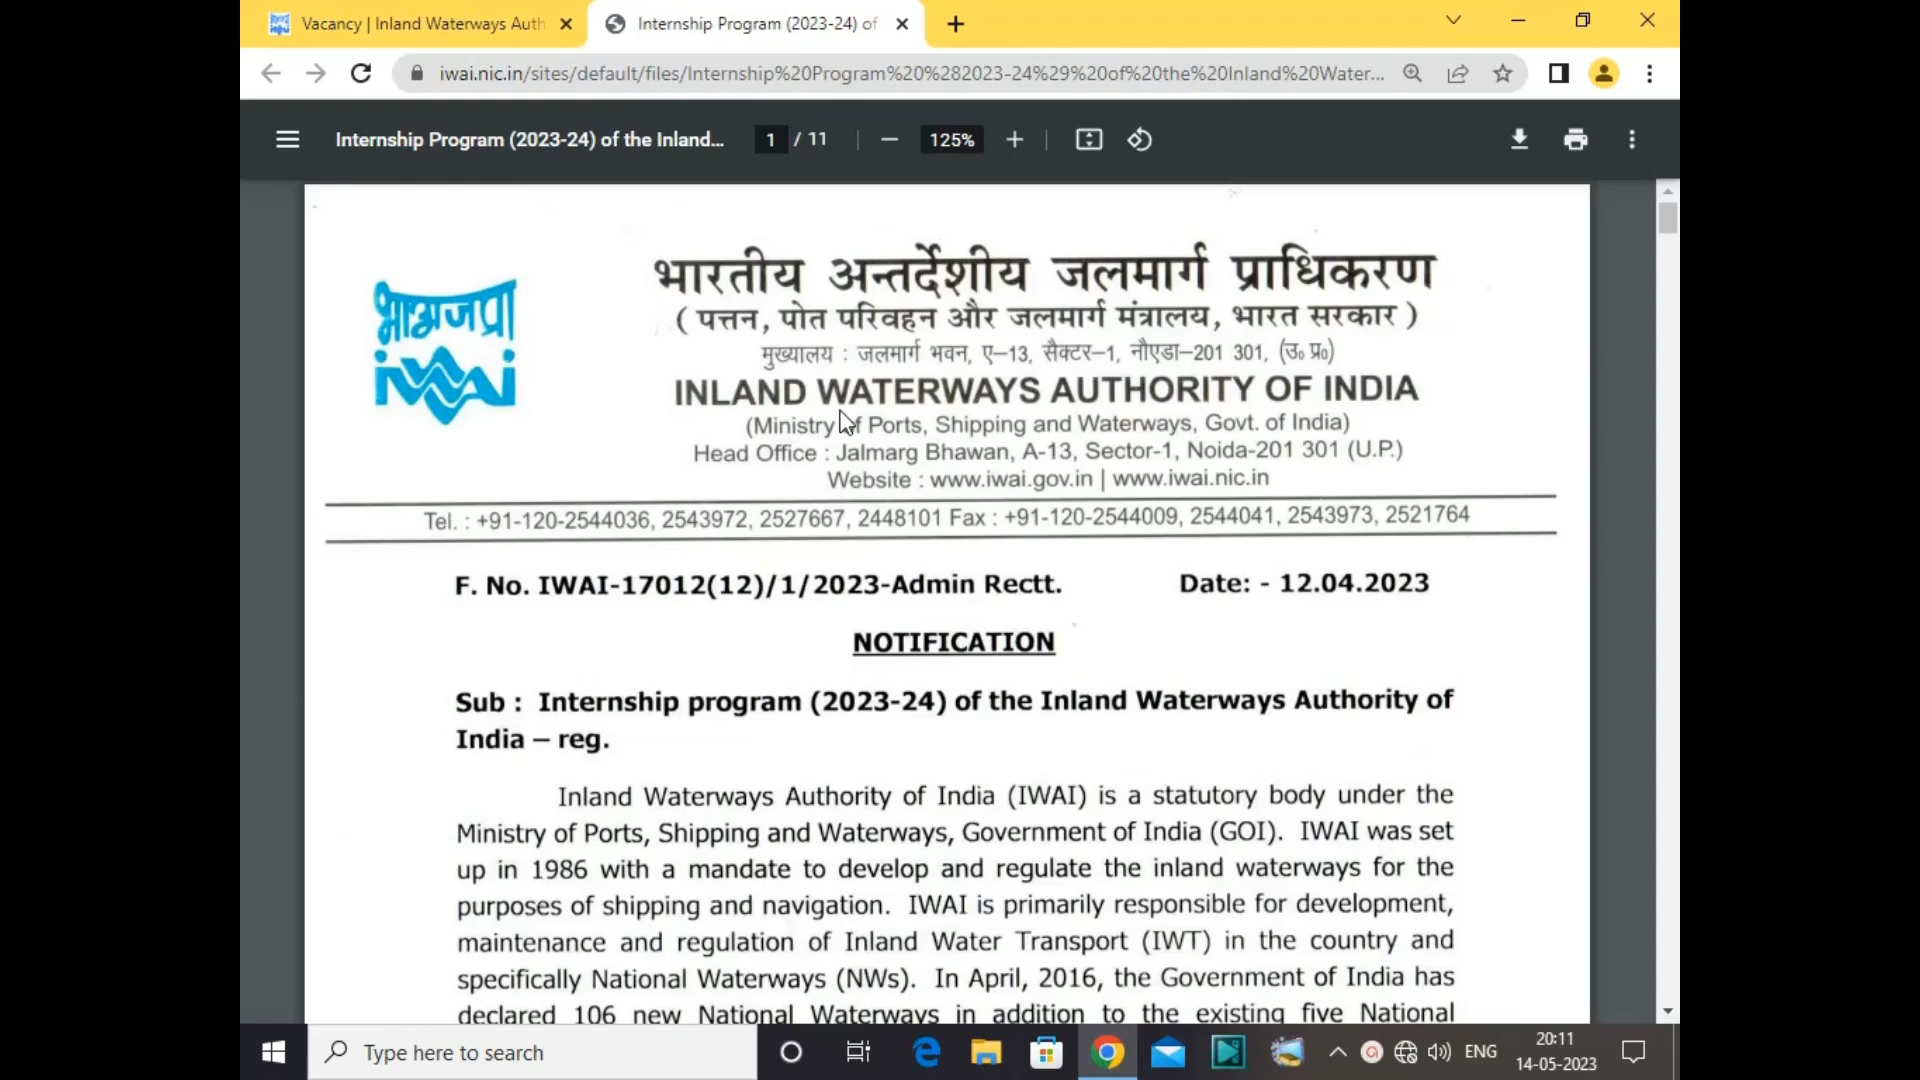 Vacancy | Inland Waterways Auth
Internship Program (2023-24) of
iwai.nic.in/sites/default/files/Internship%20Program%20%282023-24%29%20of%20the%20Inland%20Water...
Internship Program (2023-24) of the Inland...
1 / 11
125%
भारतीय अन्तर्देशीय जलमार्ग प्राधिकरण
( पत्तन, पोत परिवहन और जलमार्ग मंत्रालय, भारत सरकार )
मुख्यालय : जलमार्ग भवन, ए–13, सैक्टर–1, नौएडा–201 301, (उ० प्र०)
भाअजप्रा
iWAi
INLAND WATERWAYS AUTHORITY OF INDIA
(Ministry of Ports, Shipping and Waterways, Govt. of India)
Head Office : Jalmarg Bhawan, A-13, Sector-1, Noida-201 301 (U.P.)
Website : www.iwai.gov.in | www.iwai.nic.in
Tel. : +91-120-2544036, 2543972, 2527667, 2448101 Fax : +91-120-2544009, 2544041, 2543973, 2521764
F. No. IWAI-17012(12)/1/2023-Admin Rectt. Date: - 12.04.2023
NOTIFICATION
Sub : Internship program (2023-24) of the Inland Waterways Authority of
India – reg.
Inland Waterways Authority of India (IWAI) is a statutory body under the
Ministry of Ports, Shipping and Waterways, Government of India (GOI). IWAI was set
up in 1986 with a mandate to develop and regulate the inland waterways for the
purposes of shipping and navigation. IWAI is primarily responsible for development,
maintenance and regulation of Inland Water Transport (IWT) in the country and
specifically National Waterways (NWs). In April, 2016, the Government of India has
declared 106 new National Waterways in addition to the existing five National
Type here to search
ENG
20:11
14-05-2023